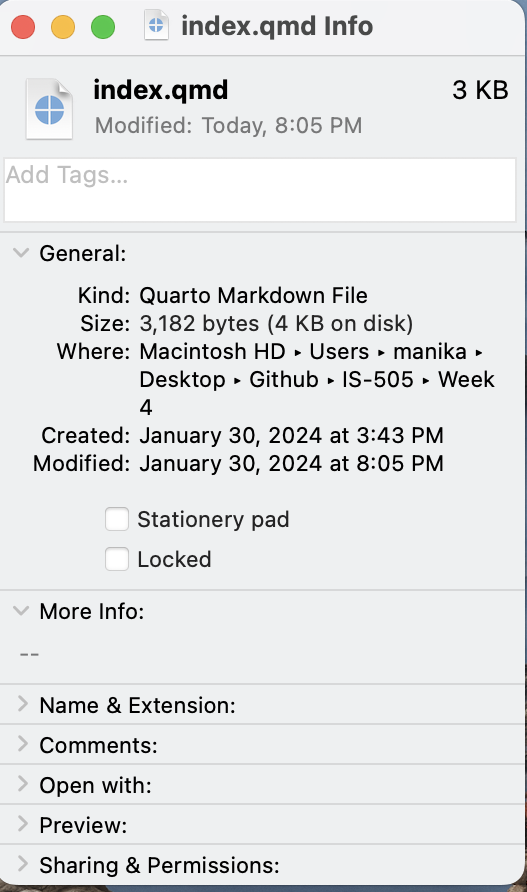 index.qmd Info
index.qmd 3 KB
Modified: Today, 8:05 PM
Add Tags...
General:
Kind: Quarto Markdown File
Size: 3,182 bytes (4 KB on disk)
Where: Macintosh HD ▸ Users ▸ manika ▸
Desktop ▸ Github ▸ IS-505 ▸ Week
4
Created: January 30, 2024 at 3:43 PM
Modified: January 30, 2024 at 8:05 PM
Stationery pad
Locked
More Info:
--
Name & Extension:
Comments:
Open with:
Preview:
Sharing & Permissions: